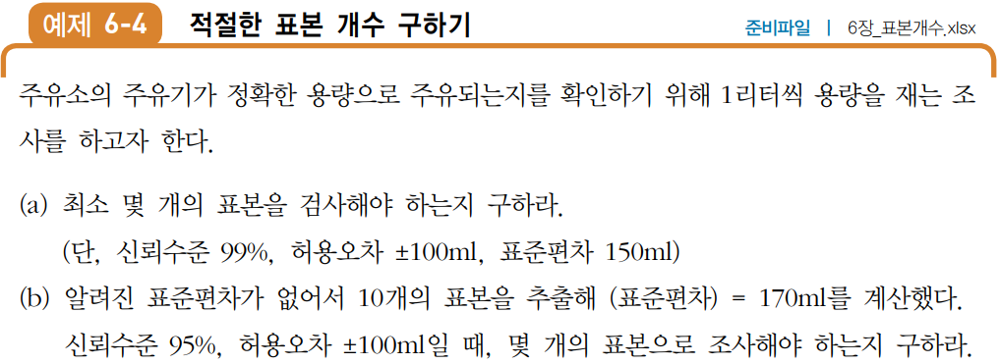 예제 6-4 적절한 표본 개수 구하기 준비파일 | 6장_표본개수.xlsx
주유소의 주유기가 정확한 용량으로 주유되는지를 확인하기 위해 1리터씩 용량을 재는 조
사를 하고자 한다.
(a) 최소 몇 개의 표본을 검사해야 하는지 구하라.
(단, 신뢰수준 99%, 허용오차 ±100ml, 표준편차 150ml)
(b) 알려진 표준편차가 없어서 10개의 표본을 추출해 (표준편차) = 170ml를 계산했다.
신뢰수준 95%, 허용오차 ±100ml일 때, 몇 개의 표본으로 조사해야 하는지 구하라.